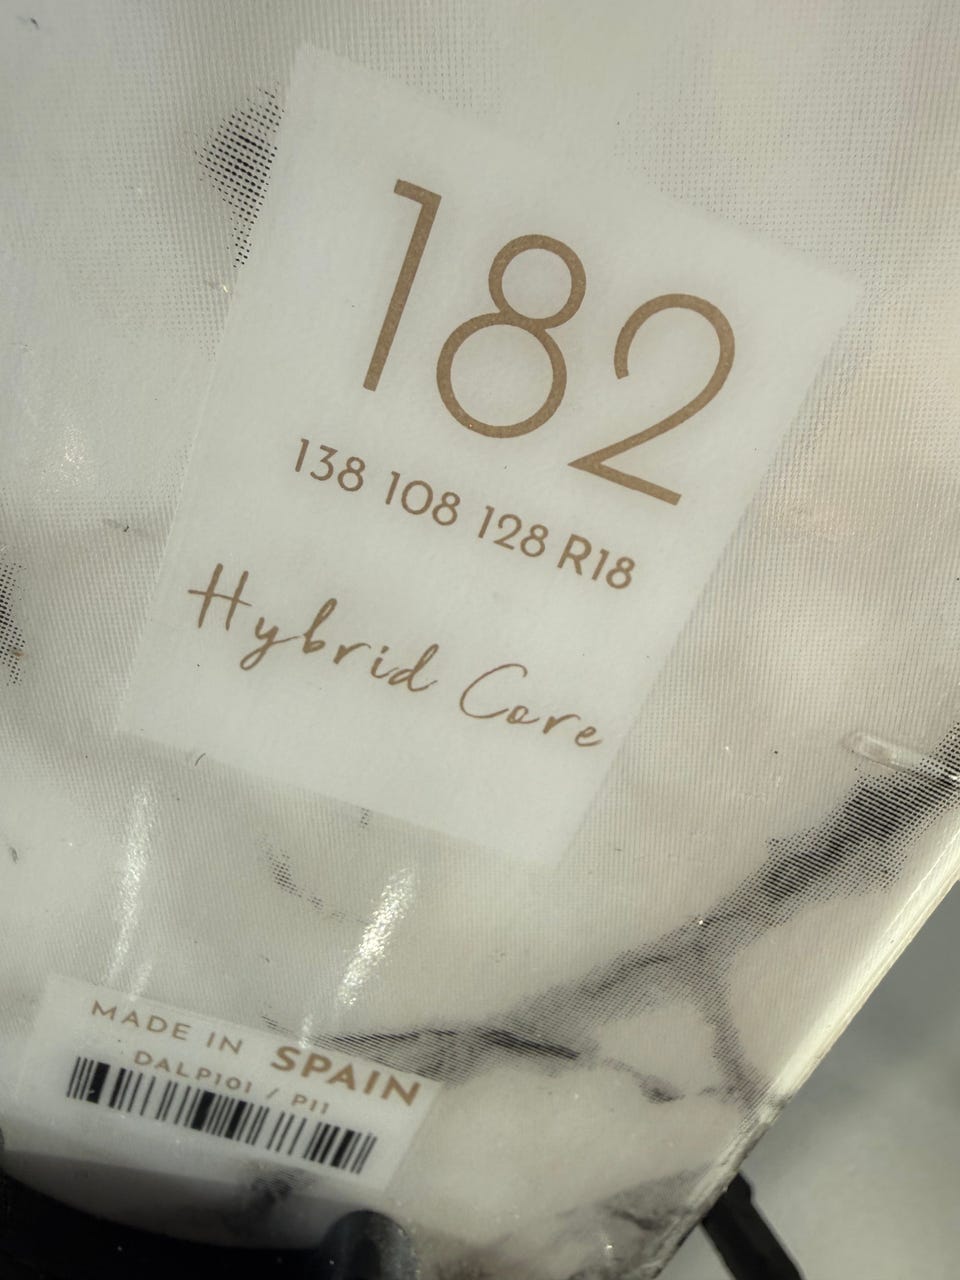 182
138 108 128 R18
Hybrid Core
MADE IN SPAIN
DALP101 / P11